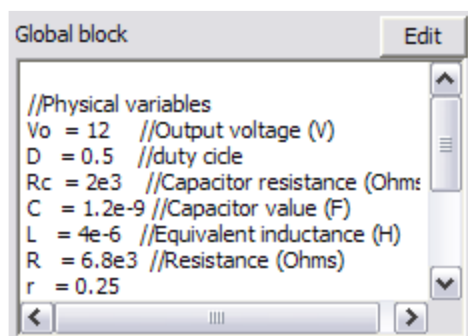 Global block
Edit
//Physical variables
Vo = 12 //Output voltage (V)
D = 0.5 //duty cicle
Rc = 2e3 //Capacitor resistance (Ohms
C = 1.2e-9 //Capacitor value (F)
L = 4e-6 //Equivalent inductance (H)
R = 6.8e3 //Resistance (Ohms)
r = 0.25